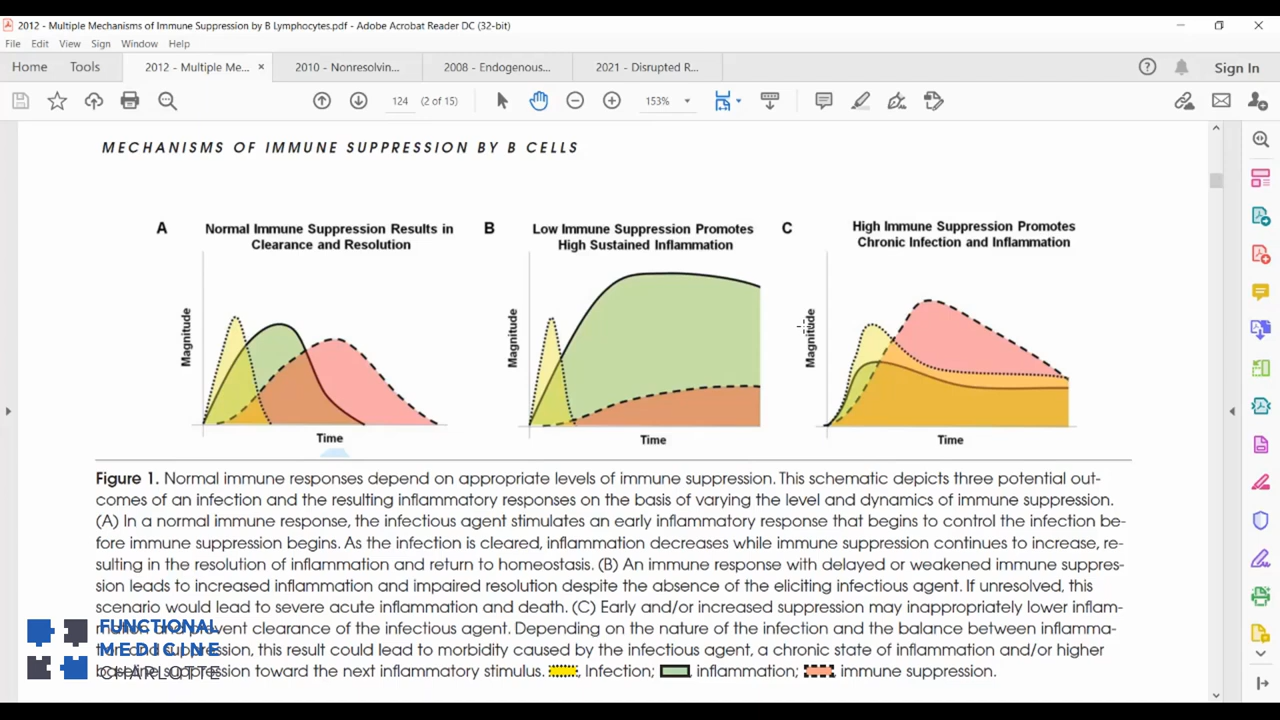 2012 - Multiple Mechanisms of Immune Suppression by B Lymphocytes.pdf - Adobe Acrobat Reader DC (32-bit)
File Edit View Sign Window Help
Home Tools 2012 - Multiple Me... × 2010 - Nonresolvin... 2008 - Endogenous... 2021 - Disrupted R... Sign In
124 (2 of 15) 153%
MECHANISMS OF IMMUNE SUPPRESSION BY B CELLS
A Normal Immune Suppression Results in
Clearance and Resolution
Magnitude
Time
B Low Immune Suppression Promotes
High Sustained Inflammation
Magnitude
Time
C High Immune Suppression Promotes
Chronic Infection and Inflammation
Magnitude
Time
Figure 1. Normal immune responses depend on appropriate levels of immune suppression. This schematic depicts three potential out-
comes of an infection and the resulting inflammatory responses on the basis of varying the level and dynamics of immune suppression.
(A) In a normal immune response, the infectious agent stimulates an early inflammatory response that begins to control the infection be-
fore immune suppression begins. As the infection is cleared, inflammation decreases while immune suppression continues to increase, re-
sulting in the resolution of inflammation and return to homeostasis. (B) An immune response with delayed or weakened immune suppres-
sion leads to increased inflammation and impaired resolution despite the absence of the eliciting infectious agent. If unresolved, this
scenario would lead to severe acute inflammation and death. (C) Early and/or increased suppression may inappropriately lower inflam-
mation and prevent clearance of the infectious agent. Depending on the nature of the infection and the balance between inflamma-
tion and suppression, this result could lead to morbidity caused by the infectious agent, a chronic state of inflammation and/or higher
suppression toward the next inflammatory stimulus. Infection; inflammation; immune suppression.
FUNCTIONAL
MEDICINE
CHARLOTTE